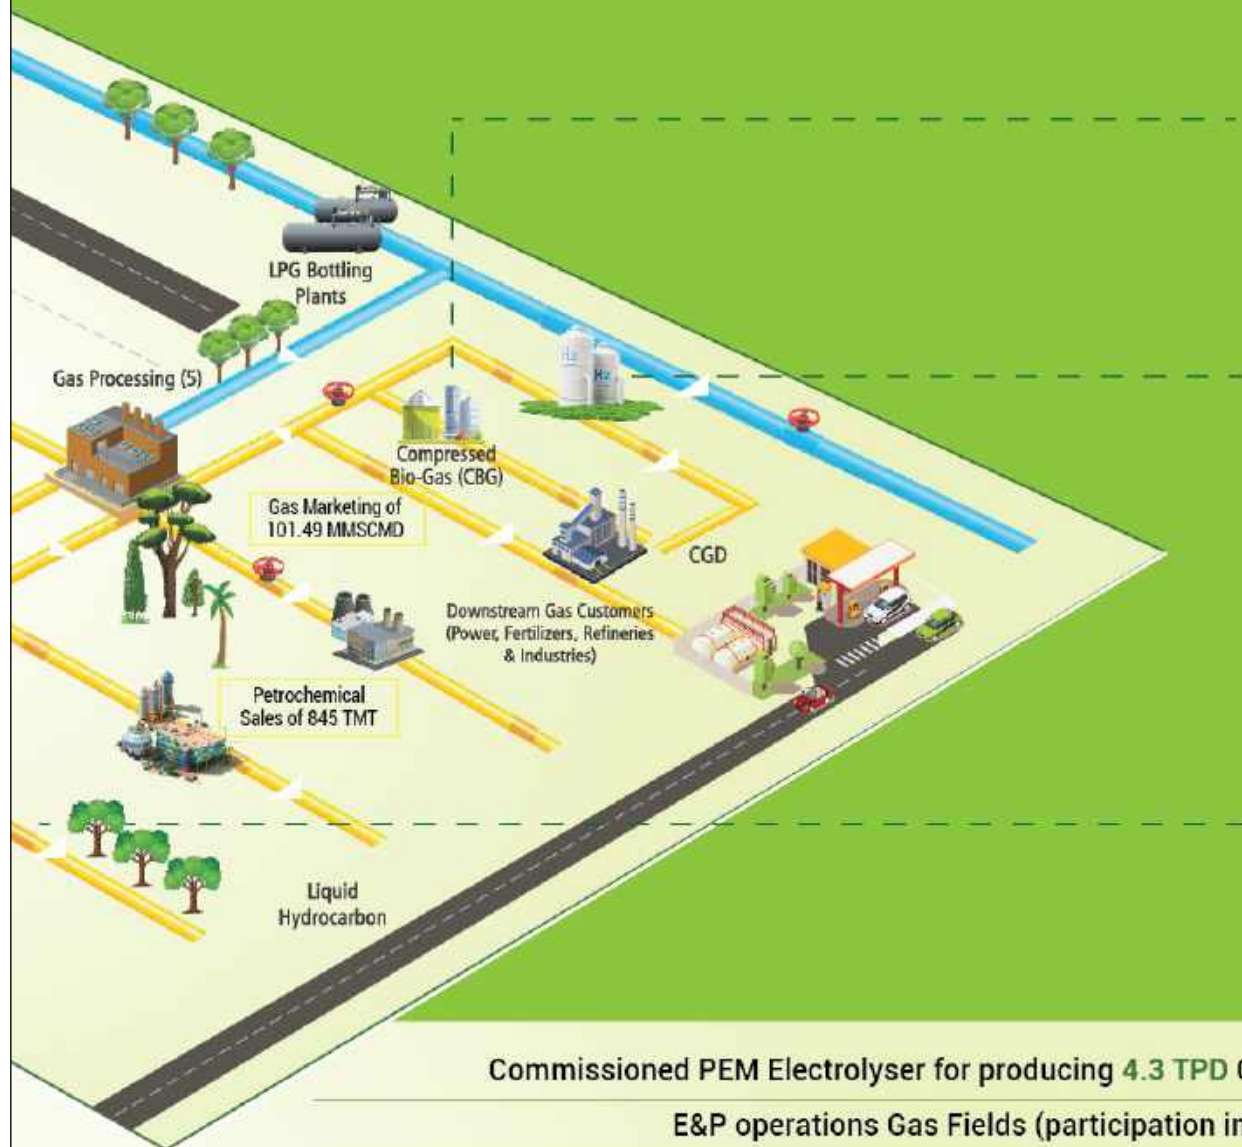 LPG Bottling
Plants
Gas Processing (5)
H2
H2
Compressed
Bio-Gas (CBG)
Gas Marketing of
101.49 MMSCMD
CGD
Downstream Gas Customers
(Power, Fertilizers, Refineries
& Industries)
Petrochemical
Sales of 845 TMT
Liquid
Hydrocarbon
Commissioned PEM Electrolyser for producing 4.3 TPD
E&P operations Gas Fields (participation in